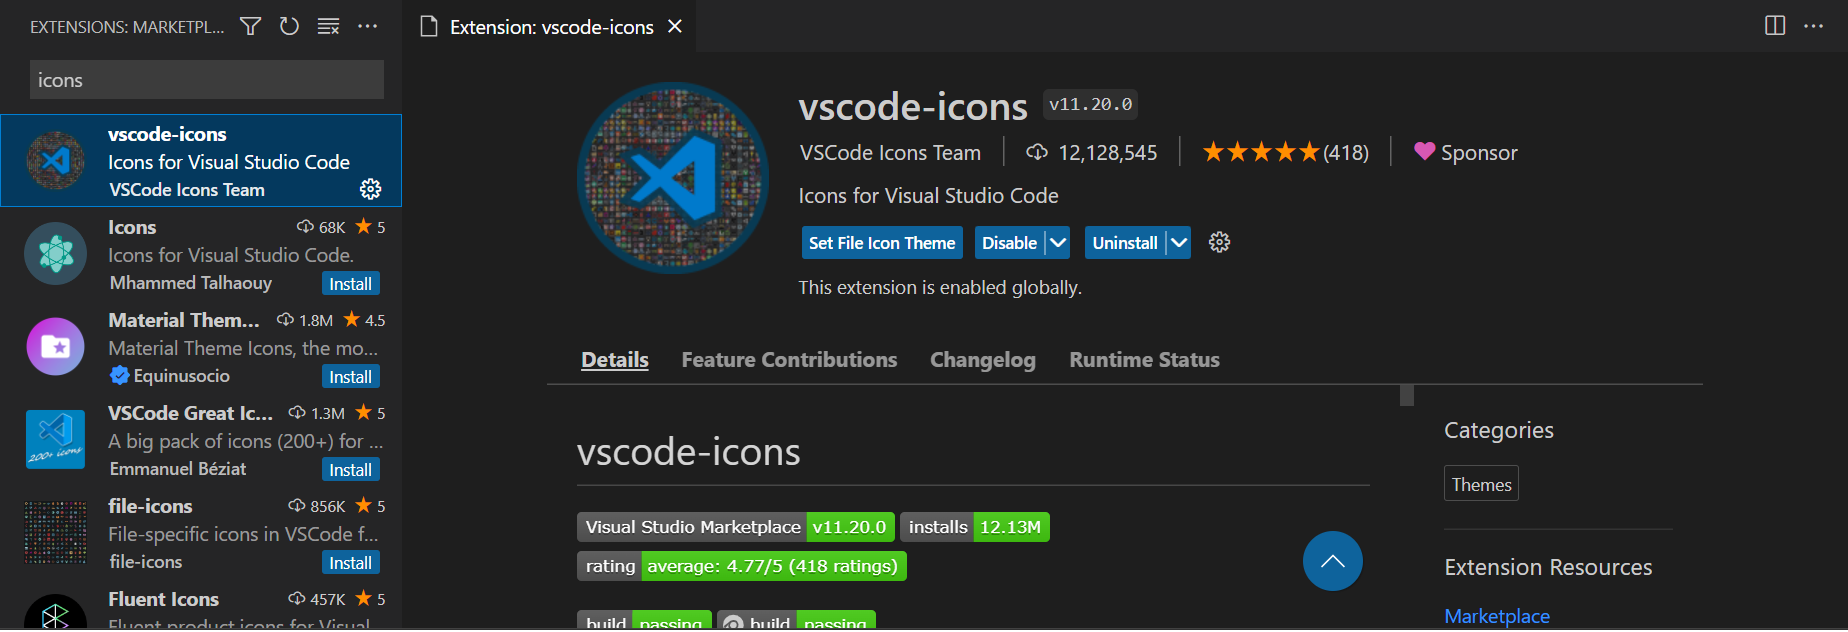 EXTENSIONS: MARKETPL...
icons
vscode-icons
Icons for Visual Studio Code
VSCode Icons Team
Icons 68K 5
Icons for Visual Studio Code.
Mhammed Talhaouy Install
Material Them... 1.8M 4.5
Material Theme Icons, the mo...
Equinusocio Install
VSCode Great Ic... 1.3M 5
A big pack of icons (200+) for ...
200+ icons
Emmanuel Béziat Install
file-icons 856K 5
File-specific icons in VSCode f...
file-icons Install
Fluent Icons 457K 5
Fluent product icons for Visual
Extension: vscode-icons
vscode-icons v11.20.0
VSCode Icons Team 12,128,545 (418) Sponsor
Icons for Visual Studio Code
Set File Icon Theme Disable Uninstall
This extension is enabled globally.
Details Feature Contributions Changelog Runtime Status
vscode-icons
Visual Studio Marketplace v11.20.0 installs 12.13M
rating average: 4.77/5 (418 ratings)
build passing build passing
Categories
Themes
Extension Resources
Marketplace